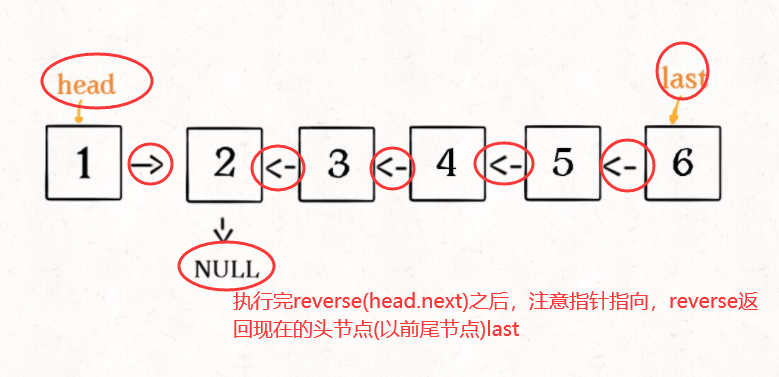 head
last
1 -> 2 <- 3 <- 4 <- 5 <- 6
NULL
执行完reverse(head.next)之后，注意指针指向，reverse返
回现在的头节点(以前尾节点)last